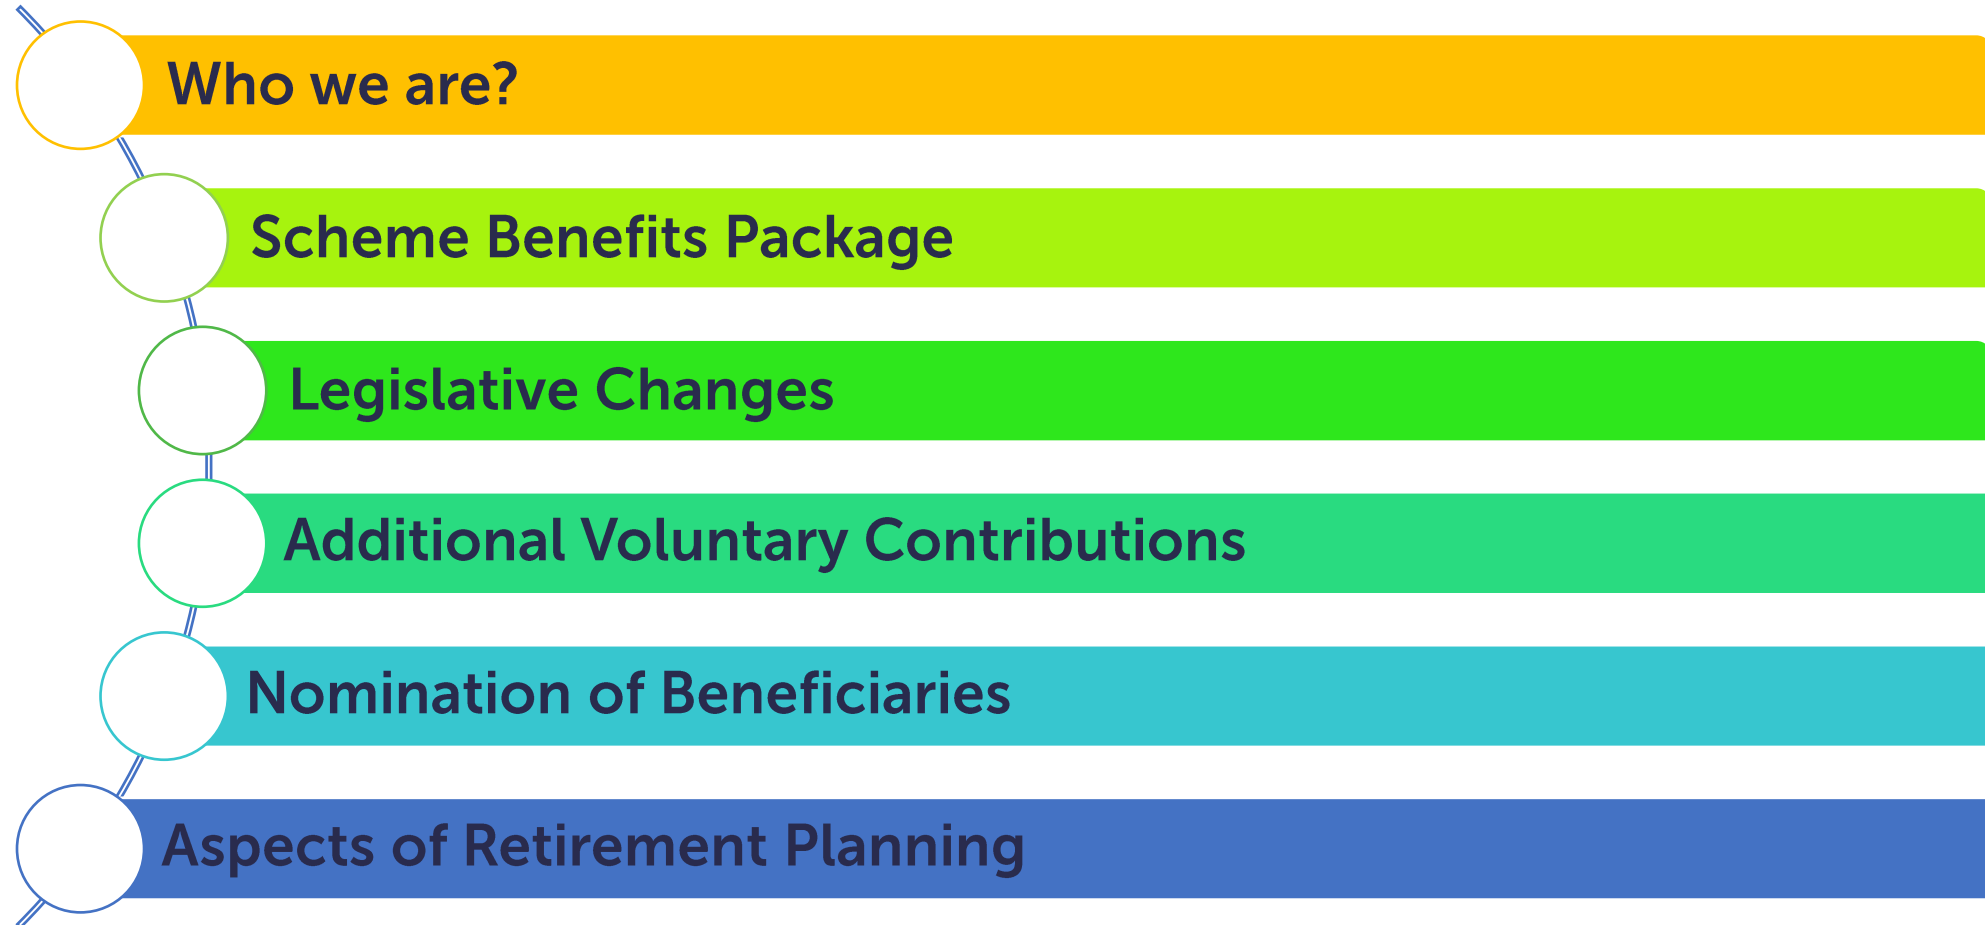 Who we are?
Scheme Benefits Package
Legislative Changes
Additional Voluntary Contributions
Nomination of Beneficiaries
Aspects of Retirement Planning